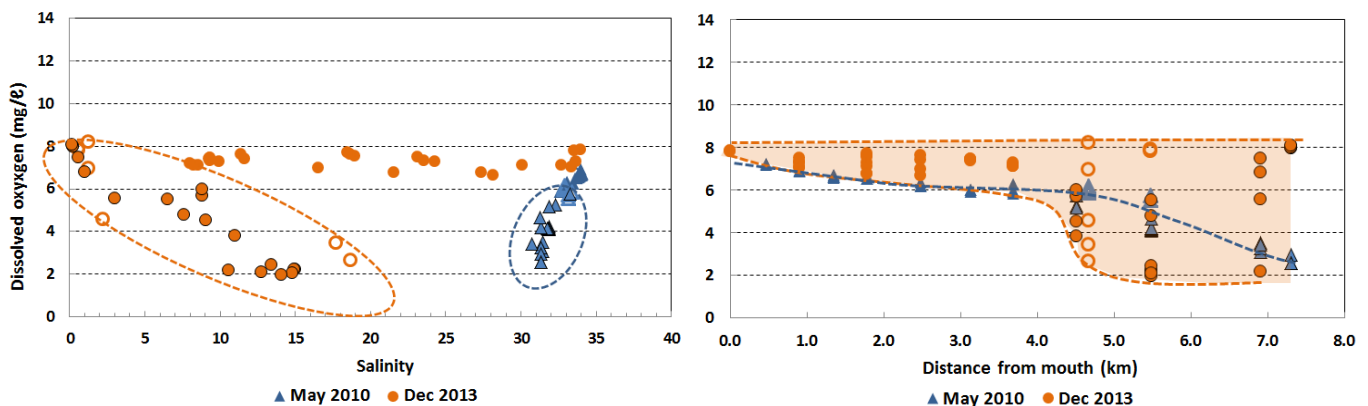 Dissolved oxyxgen (mg/ℓ)
14
12
10
8
6
4
2
0
0 5 10 15 20 25 30 35 40
Salinity
May 2010 Dec 2013
14
12
10
8
6
4
2
0
0.0 1.0 2.0 3.0 4.0 5.0 6.0 7.0 8.0
Distance from mouth (km)
May 2010 Dec 2013